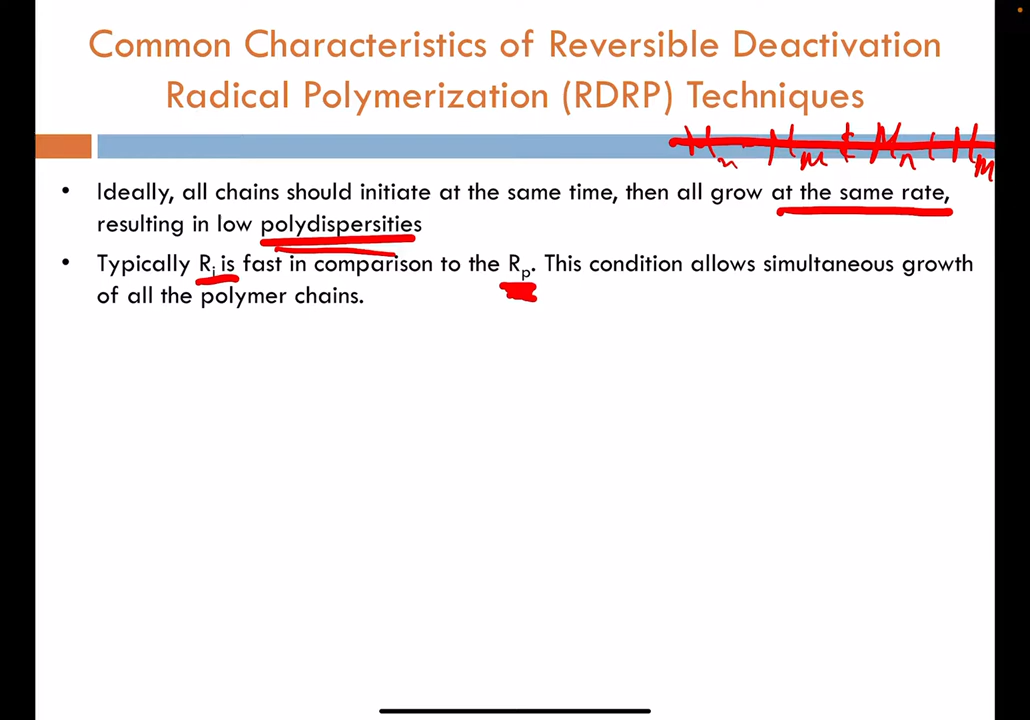 Common Characteristics of Reversible Deactivation
Radical Polymerization (RDRP) Techniques
• Ideally, all chains should initiate at the same time, then all grow at the same rate,
resulting in low polydispersities
• Typically Rᵢ is fast in comparison to the Rₚ. This condition allows simultaneous growth
of all the polymer chains.